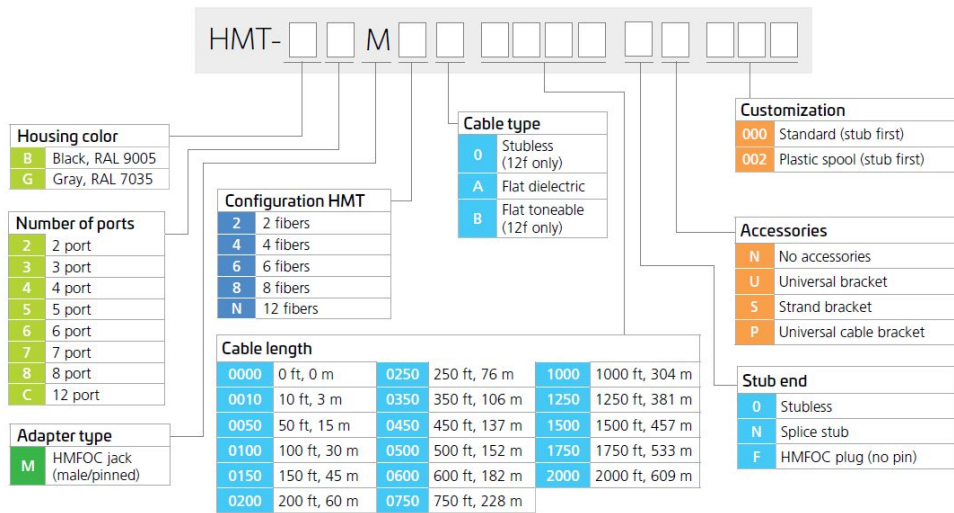 HMT-□□M□□ □□□□ □□ □□□
Housing color
B Black, RAL 9005
G Gray, RAL 7035
Number of ports
2 2 port
3 3 port
4 4 port
5 5 port
6 6 port
7 7 port
8 8 port
C 12 port
Adapter type
M HMFOC jack
(male/pinned)
Configuration HMT
2 2 fibers
4 4 fibers
6 6 fibers
8 8 fibers
N 12 fibers
Cable type
0 Stubless
(12f only)
A Flat dielectric
B Flat toneable
(12f only)
Cable length
0000 0 ft, 0 m 0250 250 ft, 76 m 1000 1000 ft, 304 m
0010 10 ft, 3 m 0350 350 ft, 106 m 1250 1250 ft, 381 m
0050 50 ft, 15 m 0450 450 ft, 137 m 1500 1500 ft, 457 m
0100 100 ft, 30 m 0500 500 ft, 152 m 1750 1750 ft, 533 m
0150 150 ft, 45 m 0600 600 ft, 182 m 2000 2000 ft, 609 m
0200 200 ft, 60 m 0750 750 ft, 228 m
Customization
000 Standard (stub first)
002 Plastic spool (stub first)
Accessories
N No accessories
U Universal bracket
S Strand bracket
P Universal cable bracket
Stub end
0 Stubless
N Splice stub
F HMFOC plug (no pin)